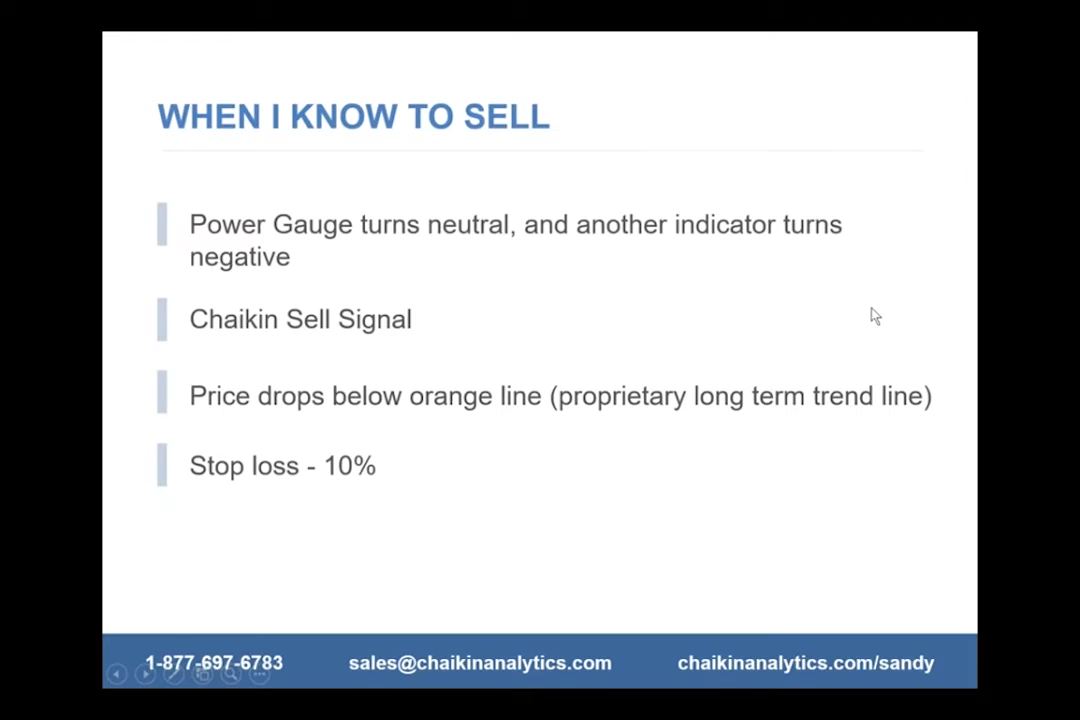 WHEN I KNOW TO SELL
Power Gauge turns neutral, and another indicator turns
negative
Chaikin Sell Signal
Price drops below orange line (proprietary long term trend line)
Stop loss - 10%
1-877-697-6783
sales@chaikinanalytics.com
chaikinanalytics.com/sandy